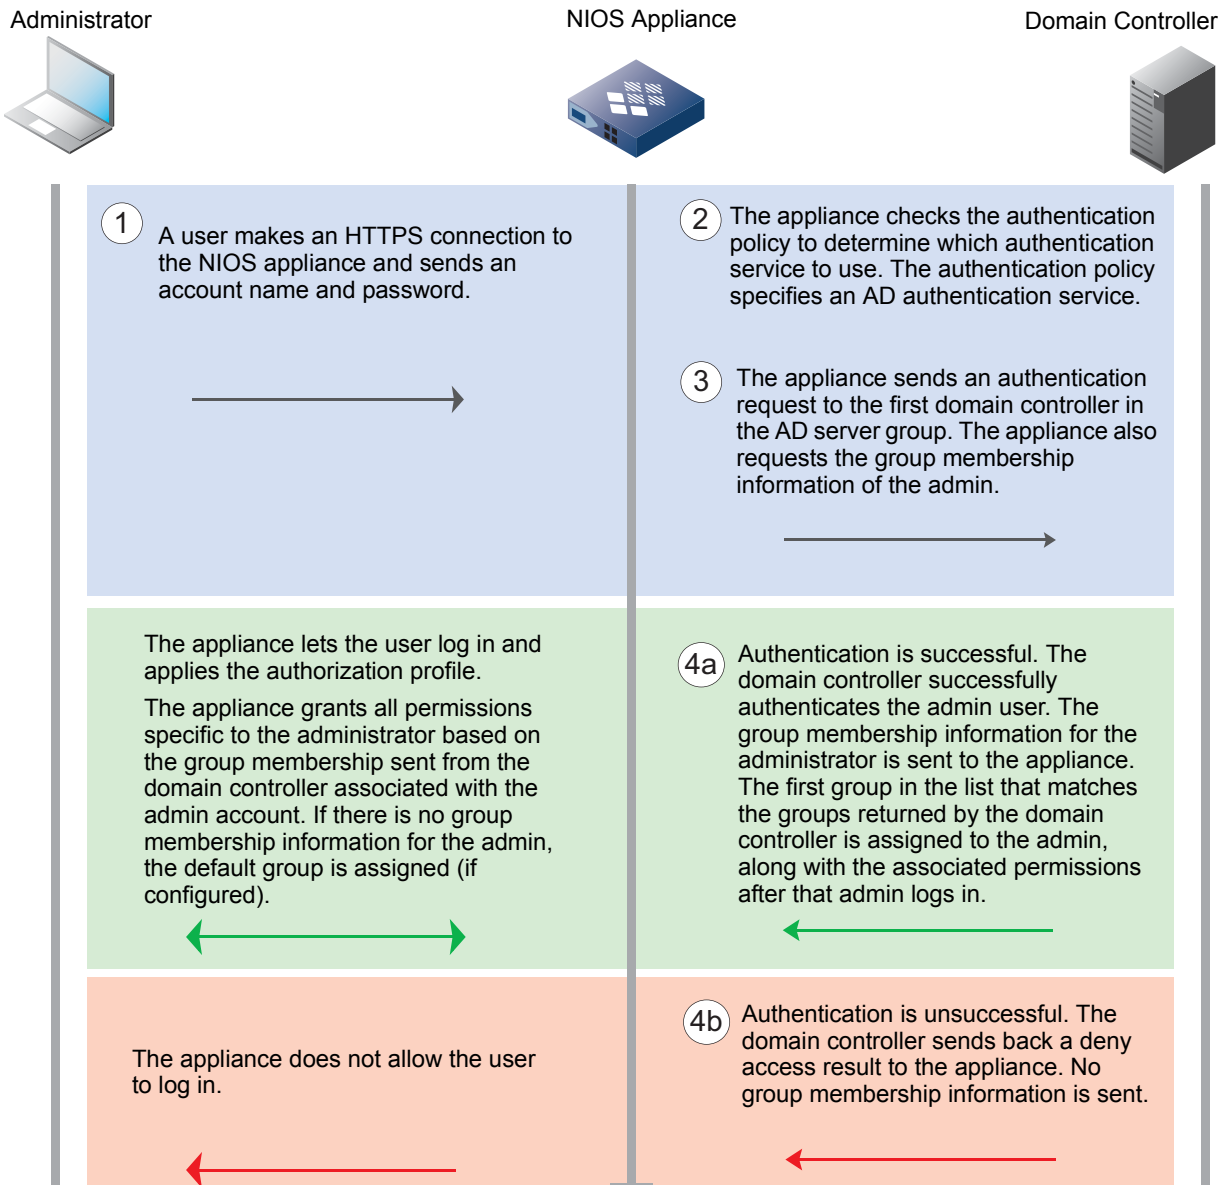 Administrator
NIOS Appliance
Domain Controller
1
A user makes an HTTPS connection to
the NIOS appliance and sends an
account name and password.
2
The appliance checks the authentication
policy to determine which authentication
service to use. The authentication policy
specifies an AD authentication service.
3
The appliance sends an authentication
request to the first domain controller in
the AD server group. The appliance also
requests the group membership
information of the admin.
4a
Authentication is successful. The
domain controller successfully
authenticates the admin user. The
group membership information for the
administrator is sent to the appliance.
The first group in the list that matches
the groups returned by the domain
controller is assigned to the admin,
along with the associated permissions
after that admin logs in.
The appliance lets the user log in and
applies the authorization profile.
The appliance grants all permissions
specific to the administrator based on
the group membership sent from the
domain controller associated with the
admin account. If there is no group
membership information for the admin,
the default group is assigned (if
configured).
4b
Authentication is unsuccessful. The
domain controller sends back a deny
access result to the appliance. No
group membership information is sent.
The appliance does not allow the user
to log in.